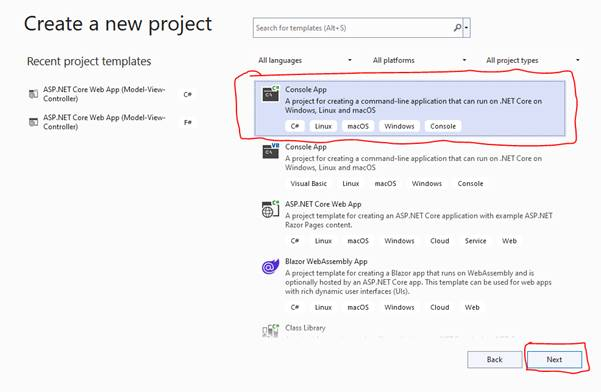 Create a new project
Search for templates (Alt+S)
Recent project templates
All languages
All platforms
All project types
ASP.NET Core Web App (Model-View-
Controller)
C#
ASP.NET Core Web App (Model-View-
Controller)
F#
Console App
A project for creating a command-line application that can run on .NET Core on
Windows, Linux and macOS
C# Linux macOS Windows Console
Console App
A project for creating a command-line application that can run on .NET Core on
Windows, Linux and macOS
Visual Basic Linux macOS Windows Console
ASP.NET Core Web App
A project template for creating an ASP.NET Core application with example ASP.NET
Razor Pages content.
C# Linux macOS Windows Cloud Service Web
Blazor WebAssembly App
A project template for creating a Blazor app that runs on WebAssembly and is
optionally hosted by an ASP.NET Core app. This template can be used for web apps
with rich dynamic user interfaces (UIs).
C# Linux macOS Windows Cloud Web
Class Library
Back
Next